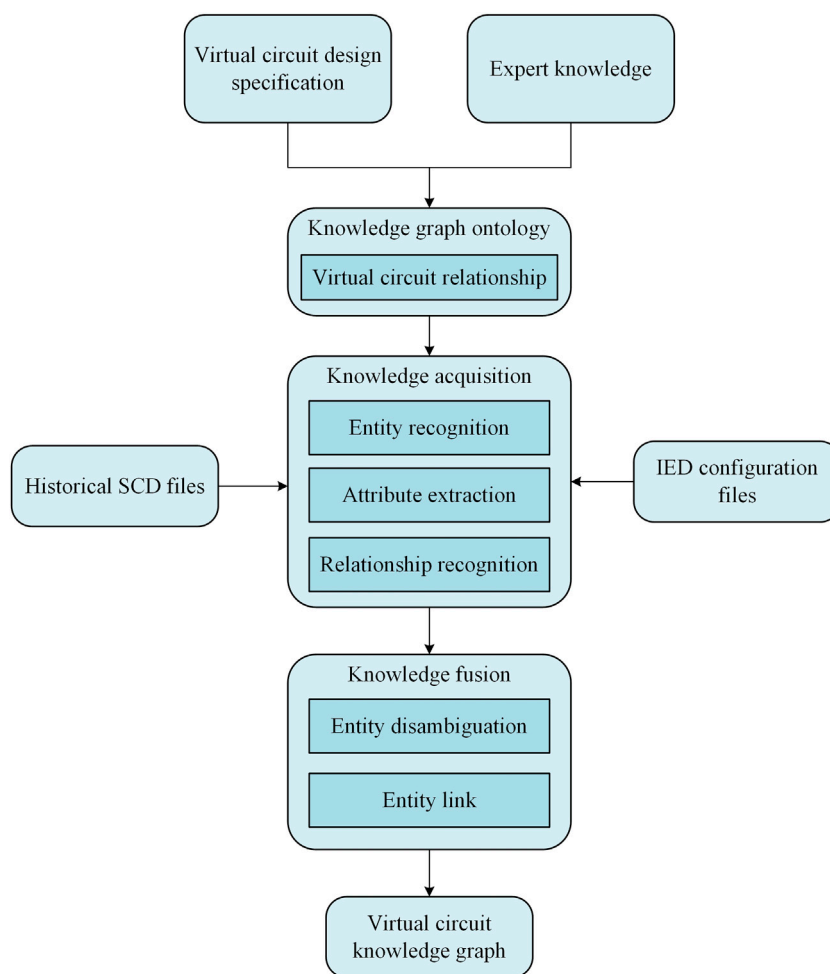 Virtual circuit design
specification
Expert knowledge
Knowledge graph ontology
Virtual circuit relationship
Knowledge acquisition
Entity recognition
Historical SCD files
Attribute extraction
IED configuration
files
Relationship recognition
Knowledge fusion
Entity disambiguation
Entity link
Virtual circuit
knowledge graph